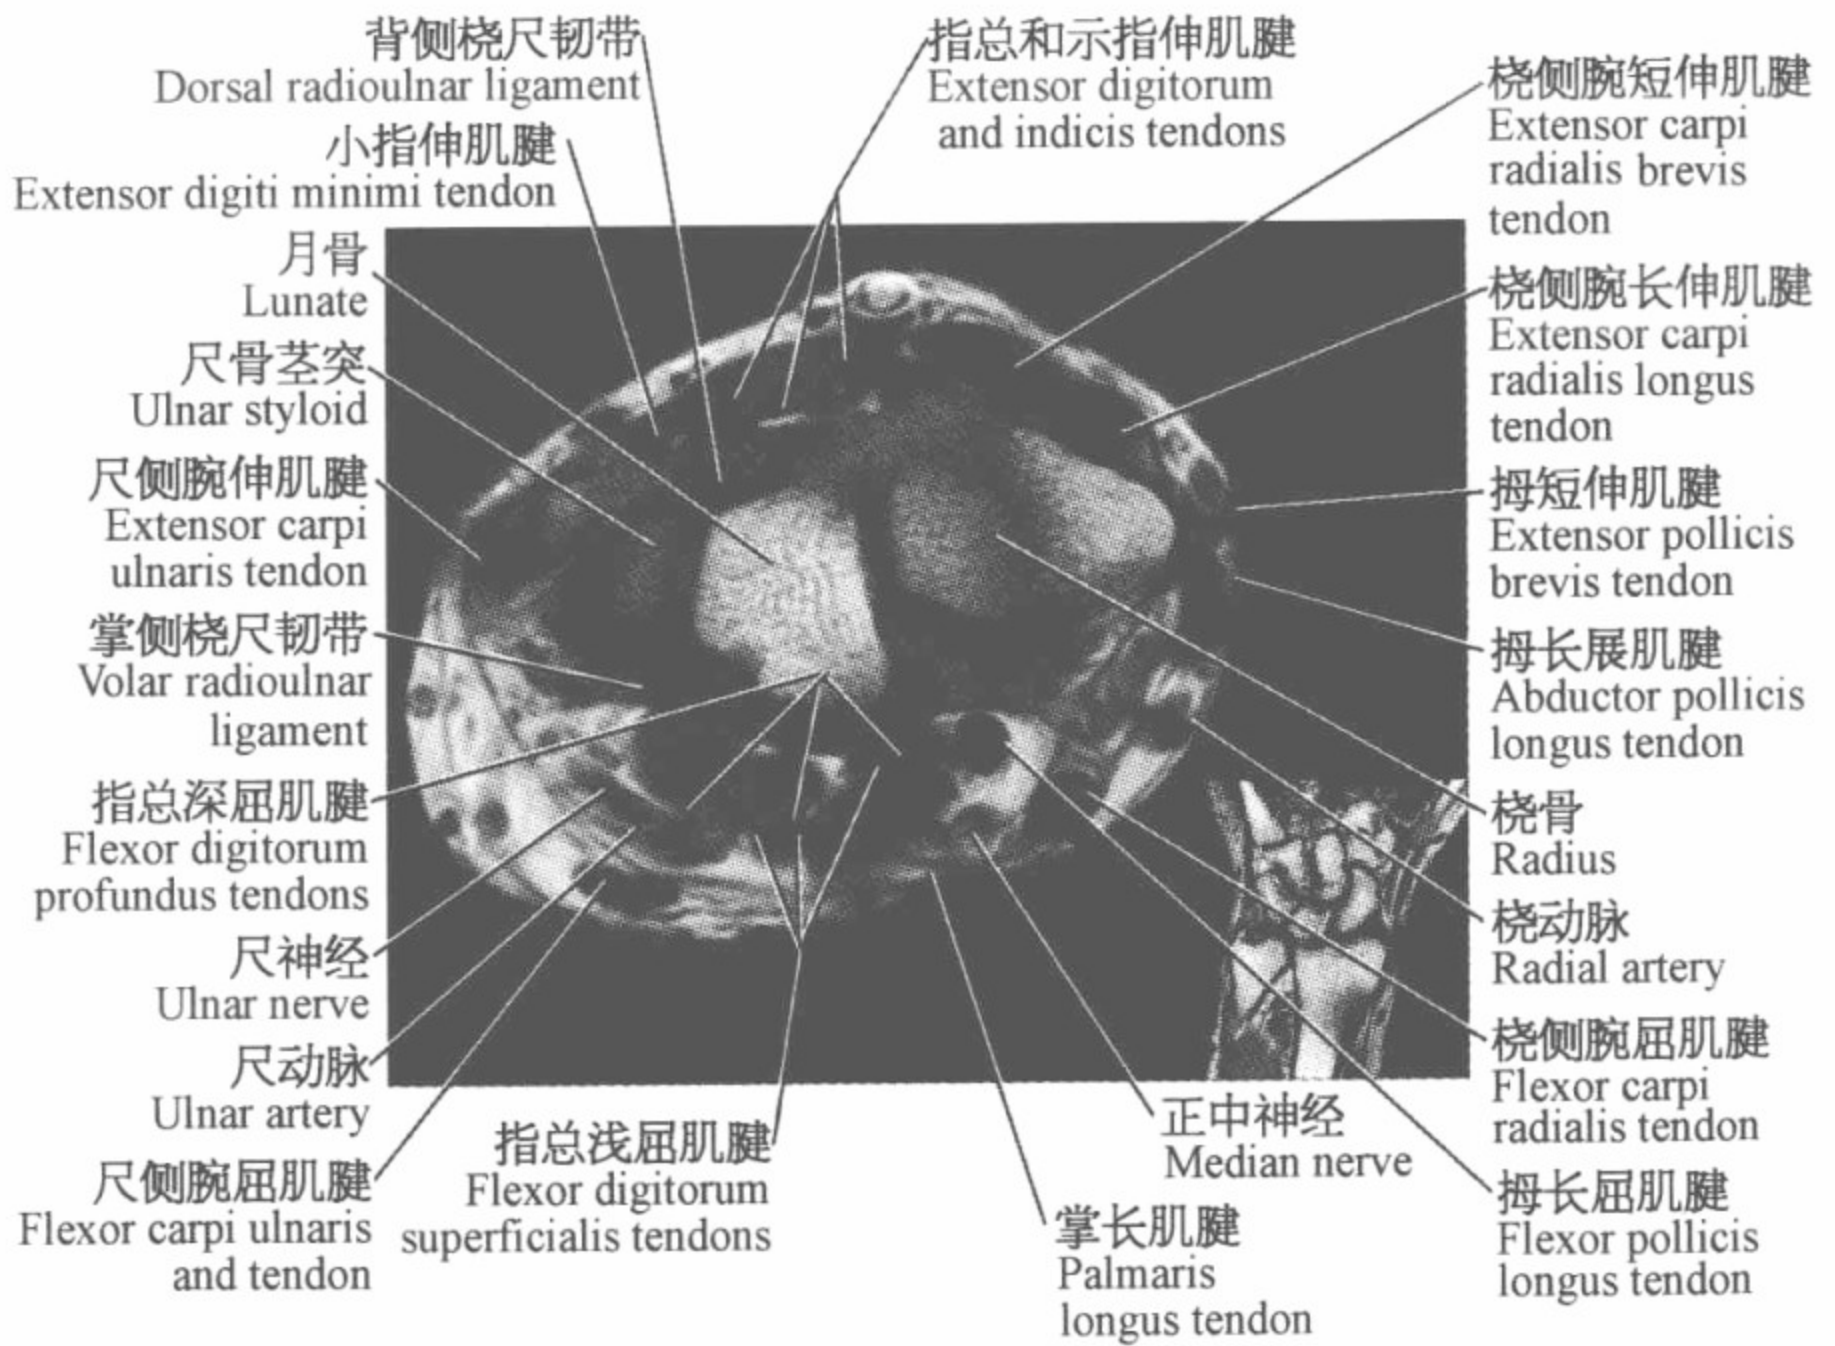 背侧桡尺韧带
Dorsal radioulnar ligament
小指伸肌腱
Extensor digiti minimi tendon
月骨
Lunate
尺骨茎突
Ulnar styloid
尺侧腕伸肌腱
Extensor carpi
ulnaris tendon
掌侧桡尺韧带
Volar radioulnar
ligament
指总深屈肌腱
Flexor digitorum
profundus tendons
尺神经
Ulnar nerve
尺动脉
Ulnar artery
尺侧腕屈肌腱
Flexor carpi ulnaris
and tendon
指总浅屈肌腱
Flexor digitorum
superficialis tendons
指总和示指伸肌腱
Extensor digitorum
and indicis tendons
桡侧腕短伸肌腱
Extensor carpi
radialis brevis
tendon
桡侧腕长伸肌腱
Extensor carpi
radialis longus
tendon
拇短伸肌腱
Extensor pollicis
brevis tendon
拇长展肌腱
Abductor pollicis
longus tendon
桡骨
Radius
桡动脉
Radial artery
桡侧腕屈肌腱
Flexor carpi
radialis tendon
拇长屈肌腱
Flexor pollicis
longus tendon
正中神经
Median nerve
掌长肌腱
Palmaris
longus tendon